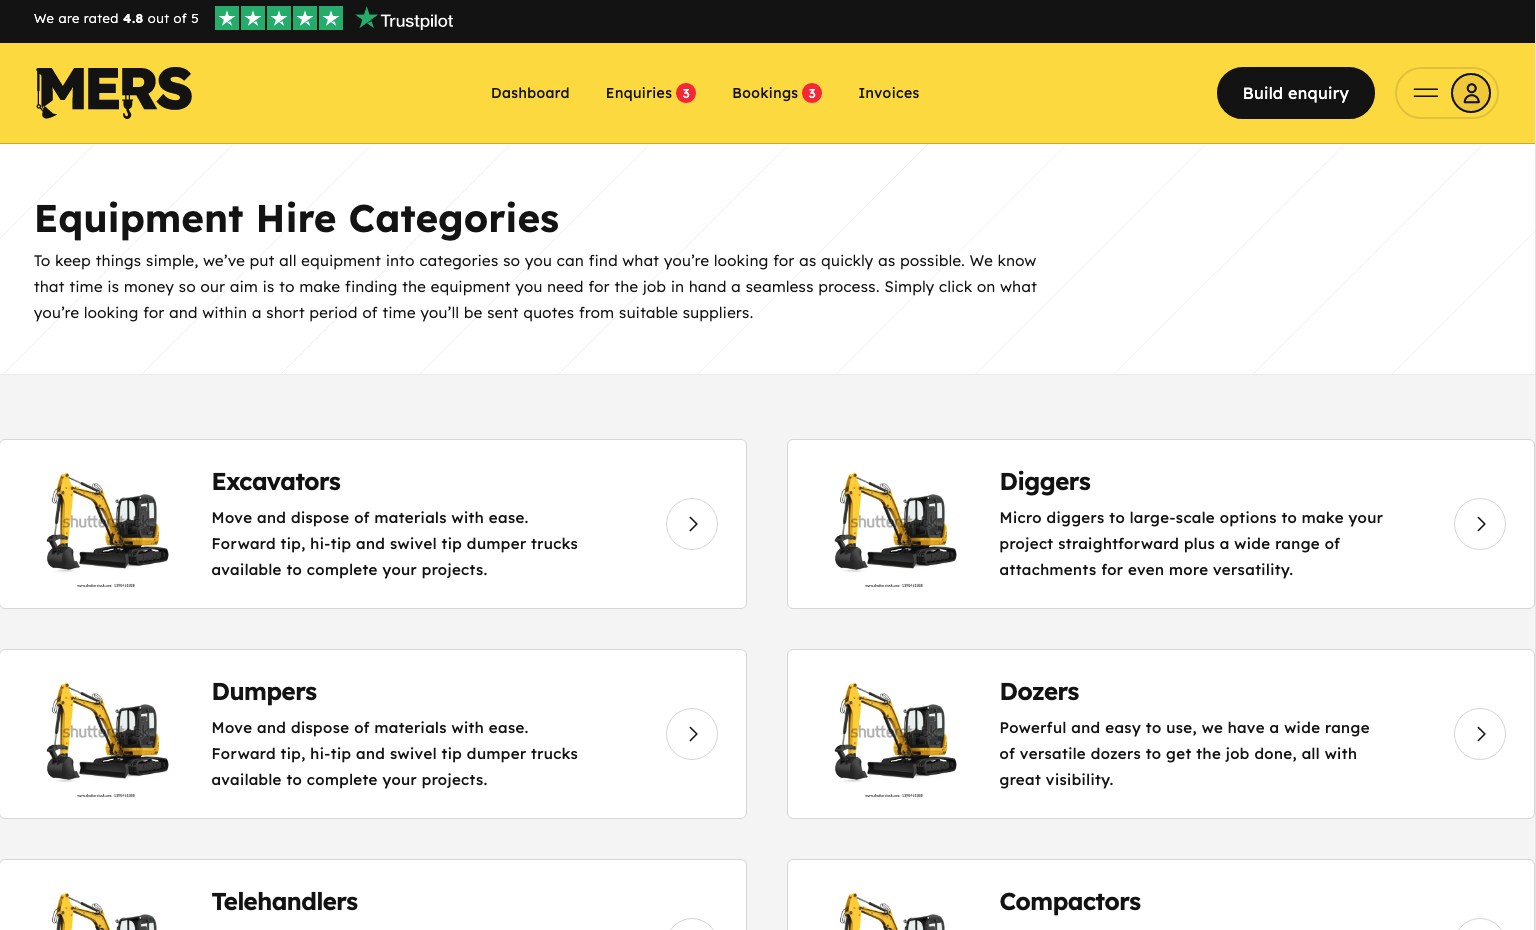 We are rated 4.8 out of 5
Trustpilot
MERS
Dashboard
Enquiries 3
Bookings 3
Invoices
Build enquiry
Equipment Hire Categories
To keep things simple, we’ve put all equipment into categories so you can find what you’re looking for as quickly as possible. We know
that time is money so our aim is to make finding the equipment you need for the job in hand a seamless process. Simply click on what
you’re looking for and within a short period of time you’ll be sent quotes from suitable suppliers.
Excavators
Move and dispose of materials with ease.
Forward tip, hi-tip and swivel tip dumper trucks
available to complete your projects.
Diggers
Micro diggers to large-scale options to make your
project straightforward plus a wide range of
attachments for even more versatility.
Dumpers
Move and dispose of materials with ease.
Forward tip, hi-tip and swivel tip dumper trucks
available to complete your projects.
Dozers
Powerful and easy to use, we have a wide range
of versatile dozers to get the job done, all with
great visibility.
Telehandlers
Compactors